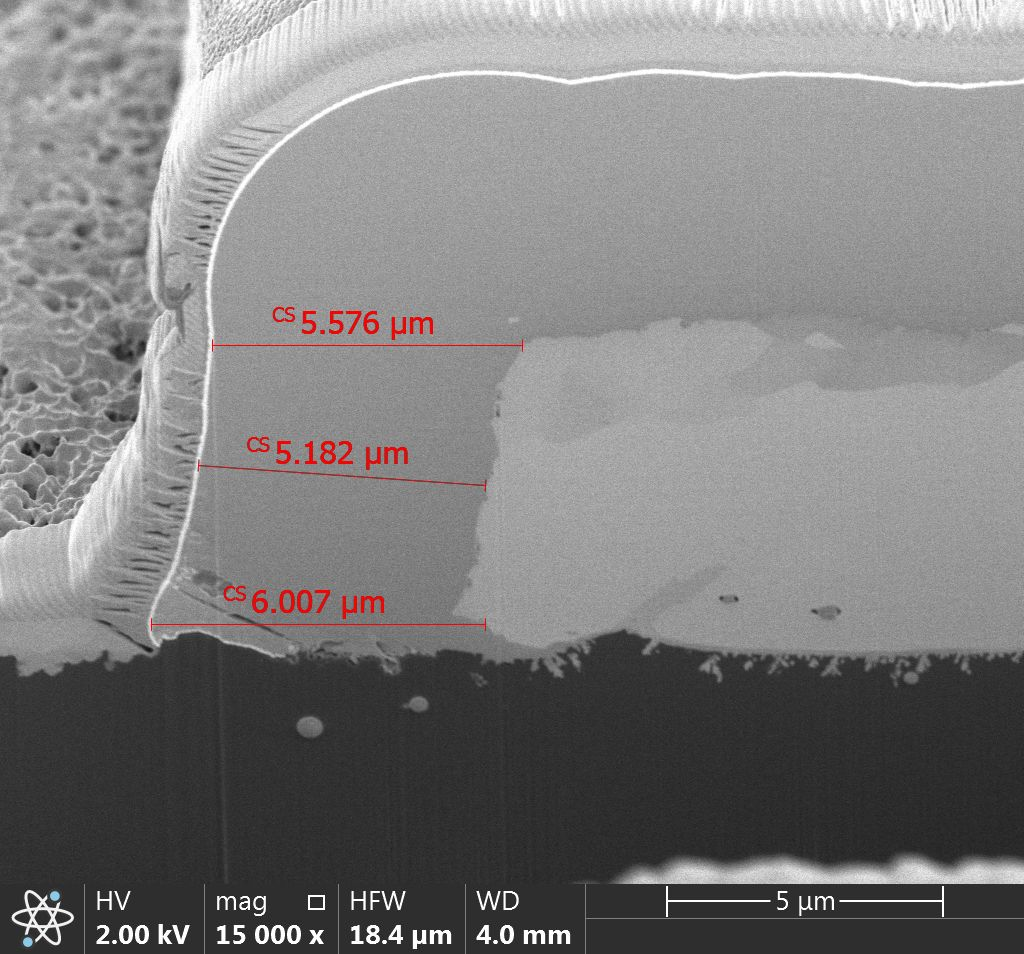 CS 5.576 µm
CS 5.182 µm
CS 6.007 µm
HV mag HFW WD 5 µm
2.00 kV 15 000 x 18.4 µm 4.0 mm